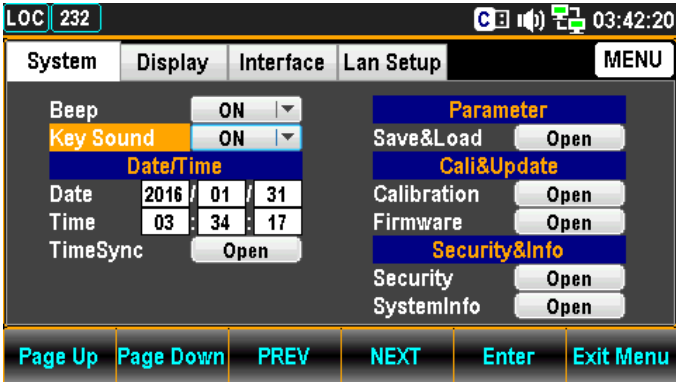 LOC 232 C 03:42:20
System Display Interface Lan Setup MENU
Beep ON
Key Sound ON
Date/Time
Date 2016 / 01 / 31
Time 03 : 34 : 17
TimeSync Open
Parameter
Save&Load Open
Cali&Update
Calibration Open
Firmware Open
Security&Info
Security Open
SystemInfo Open
Page Up Page Down PREV NEXT Enter Exit Menu